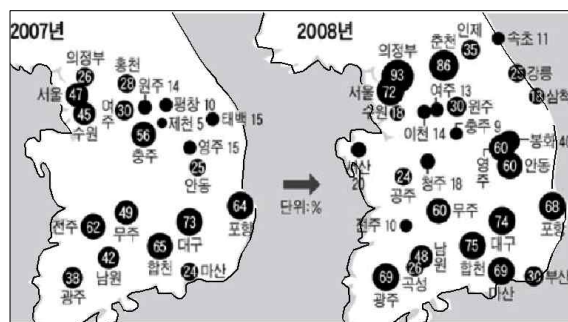 2007년
의정부
26
서울
47
45
수원
홍천
28
여주
30
원주 14
평창 10
제천 5
태백 15
56
충주
영주 15
25
안동
전주
62
49
무주
73
대구
64
포항
42
남원
65
합천
24
마산
38
광주
단위:%
2008년
의정부
93
서울
72
수원
18
춘천
86
인제
35
속초 11
강릉
삼척
여주 13
30
원주
이천 14
충주 9
봉화 40
60
영주
60
안동
20
24
공주
청주 18
전주 10
60
무주
74
대구
68
포항
48
남원
26
곡성
75
합천
69
광주
69
마산
30
부산